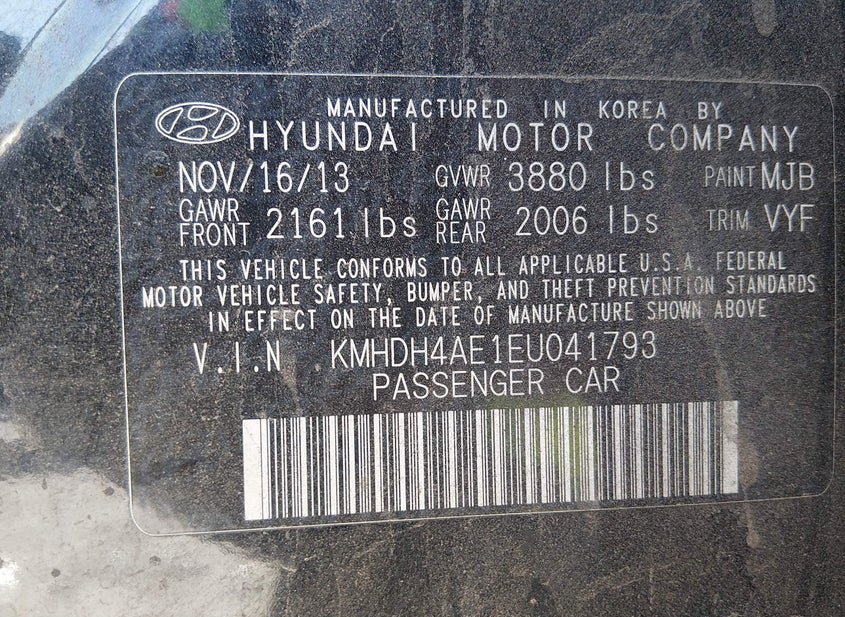 MANUFACTURED IN KOREA BY
HYUNDAI MOTOR COMPANY
NOV/16/13 GVWR 3880 lbs PAINT MJB
GAWR FRONT 2161 lbs GAWR REAR 2006 lbs TRIM VYF
THIS VEHICLE CONFORMS TO ALL APPLICABLE U.S.A. FEDERAL
MOTOR VEHICLE SAFETY, BUMPER, AND THEFT PREVENTION STANDARDS
IN EFFECT ON THE DATE OF MANUFACTURE SHOWN ABOVE
V.I.N KMHDH4AE1EU041793
PASSENGER CAR